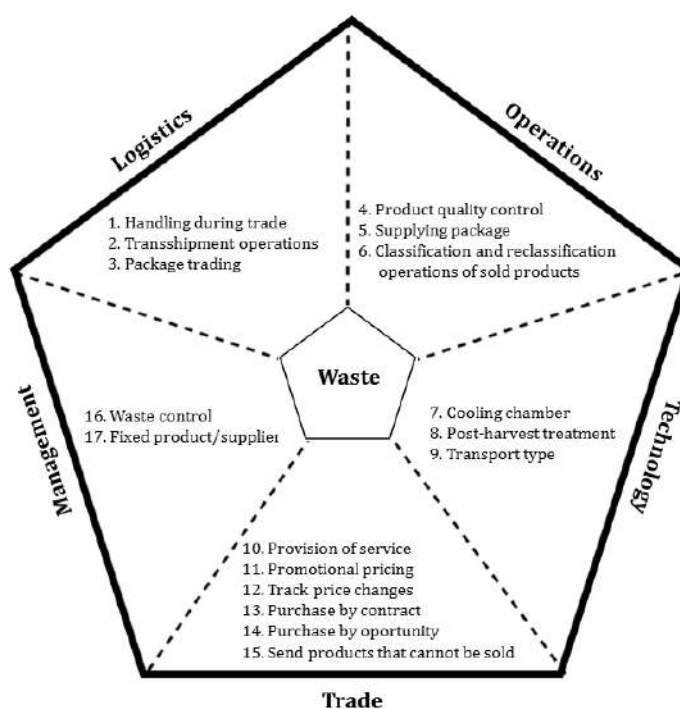 Logistics
Operations
1. Handling during trade
2. Transshipment operations
3. Package trading
4. Product quality control
5. Supplying package
6. Classification and reclassification
operations of sold products
Waste
Management
16. Waste control
17. Fixed product/supplier
7. Cooling chamber
8. Post-harvest treatment
9. Transport type
Technology
10. Provision of service
11. Promotional pricing
12. Track price changes
13. Purchase by contract
14. Purchase by oportunity
15. Send products that cannot be sold
Trade